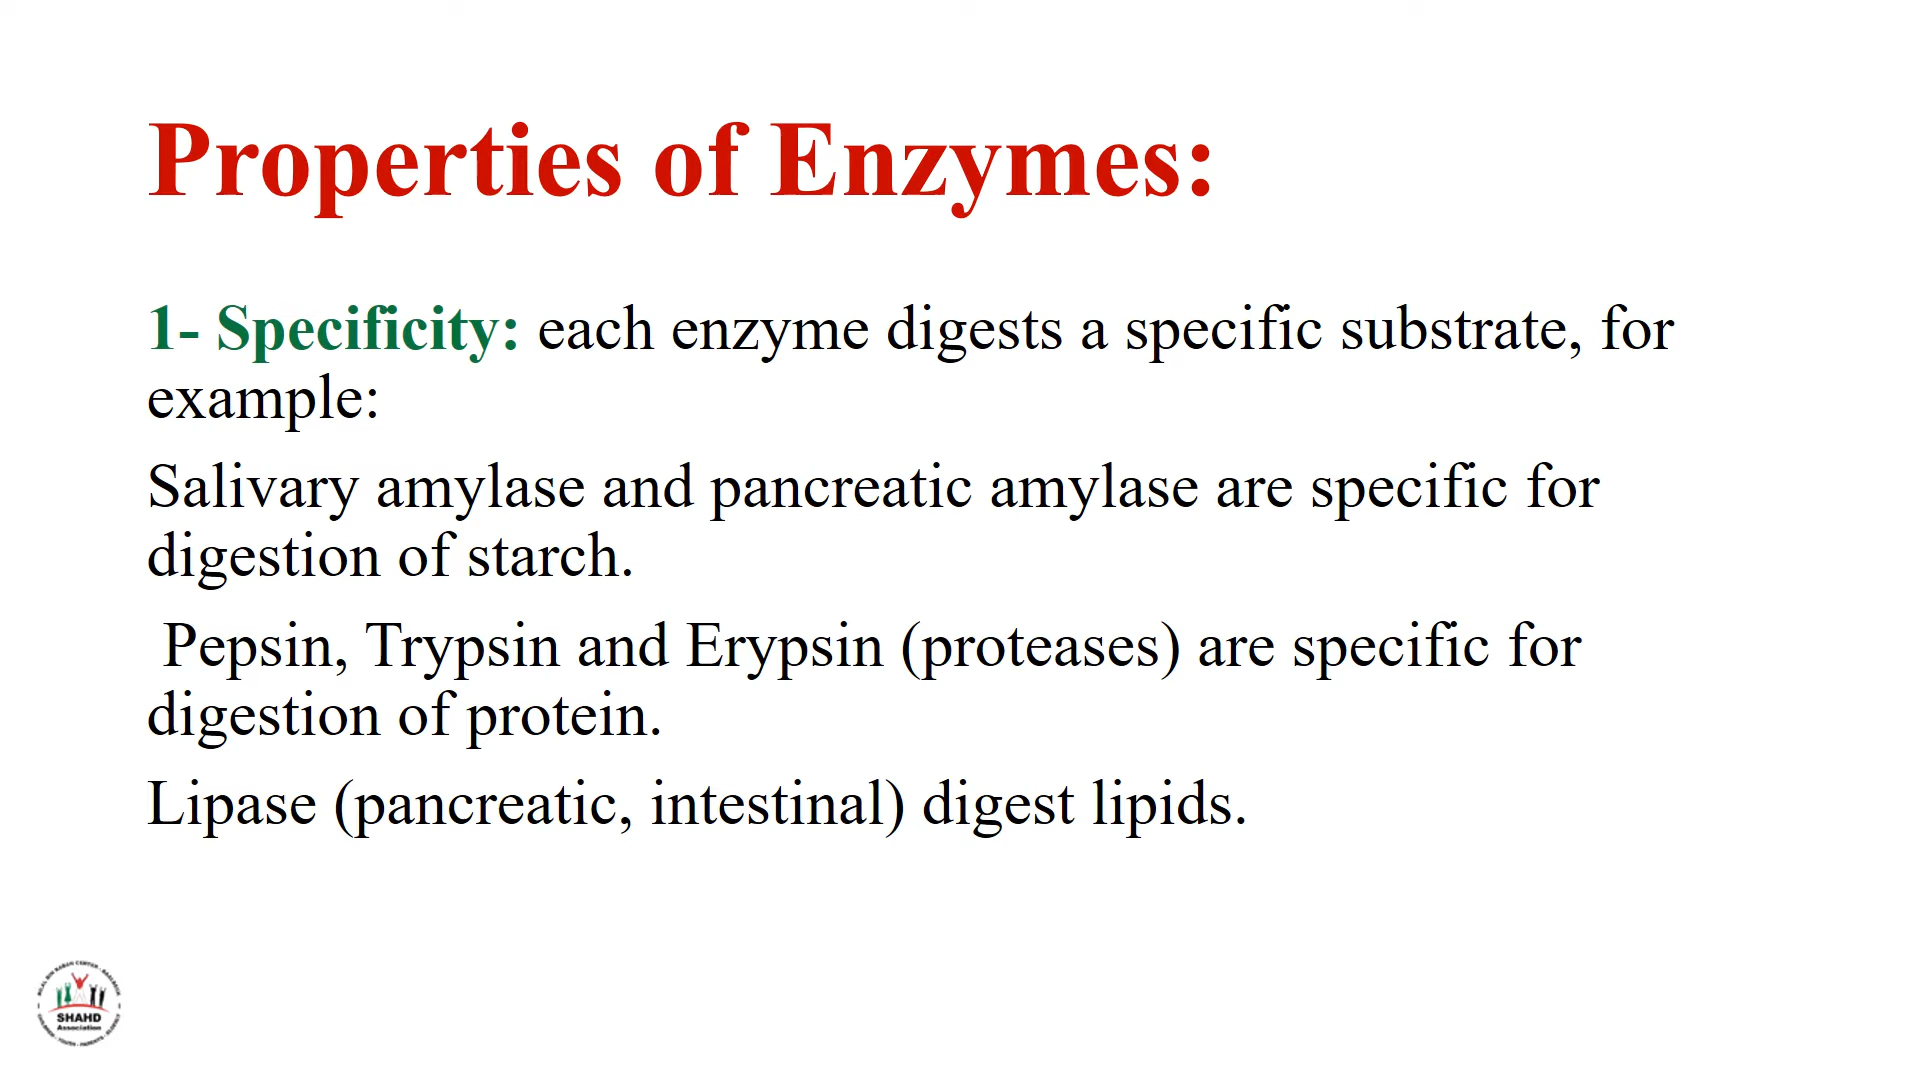 Properties of Enzymes:
1- Specificity: each enzyme digests a specific substrate, for
example:
Salivary amylase and pancreatic amylase are specific for
digestion of starch.
Pepsin, Trypsin and Erypsin (proteases) are specific for
digestion of protein.
Lipase (pancreatic, intestinal) digest lipids.
SHAHD
Association